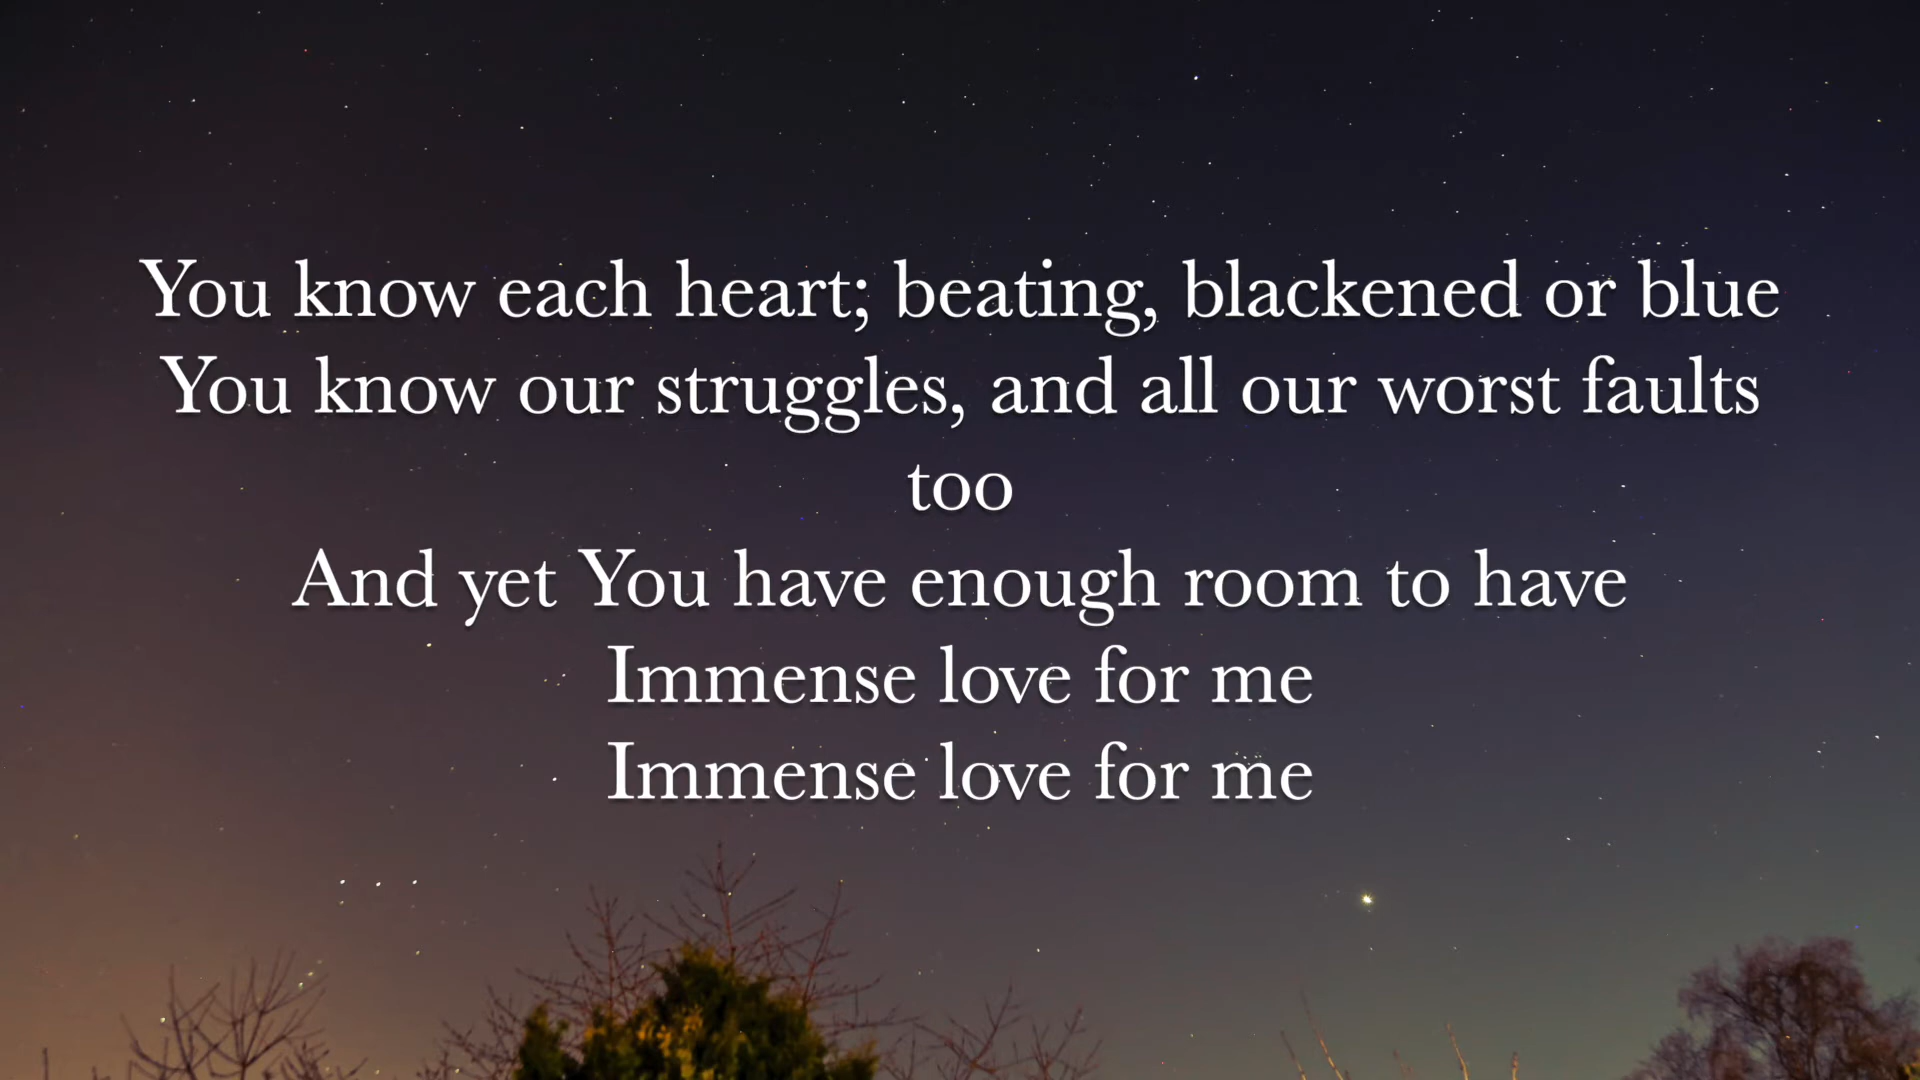 You know each heart; beating, blackened or blue
You know our struggles, and all our worst faults
too
And yet You have enough room to have
Immense love for me
Immense love for me